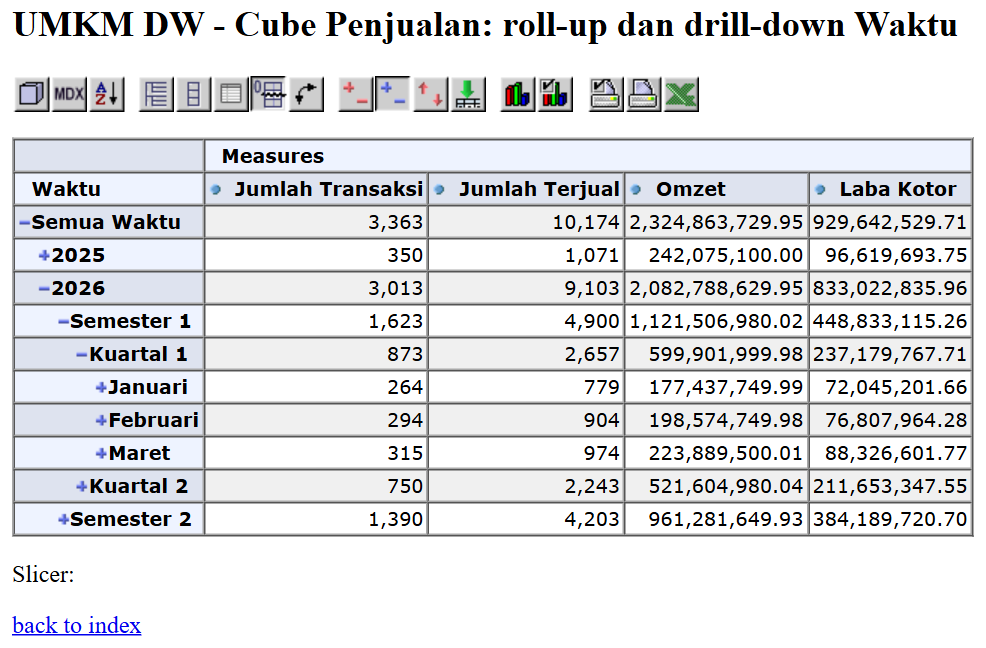 UMKM DW - Cube Penjualan: roll-up dan drill-down Waktu
MDX A Z 0
Measures
Waktu Jumlah Transaksi Jumlah Terjual Omzet Laba Kotor
Semua Waktu 3,363 10,174 2,324,863,729.95 929,642,529.71
2025 350 1,071 242,075,100.00 96,619,693.75
2026 3,013 9,103 2,082,788,629.95 833,022,835.96
Semester 1 1,623 4,900 1,121,506,980.02 448,833,115.26
Kuartal 1 873 2,657 599,901,999.98 237,179,767.71
Januari 264 779 177,437,749.99 72,045,201.66
Februari 294 904 198,574,749.98 76,807,964.28
Maret 315 974 223,889,500.01 88,326,601.77
Kuartal 2 750 2,243 521,604,980.04 211,653,347.55
Semester 2 1,390 4,203 961,281,649.93 384,189,720.70
Slicer:
back to index